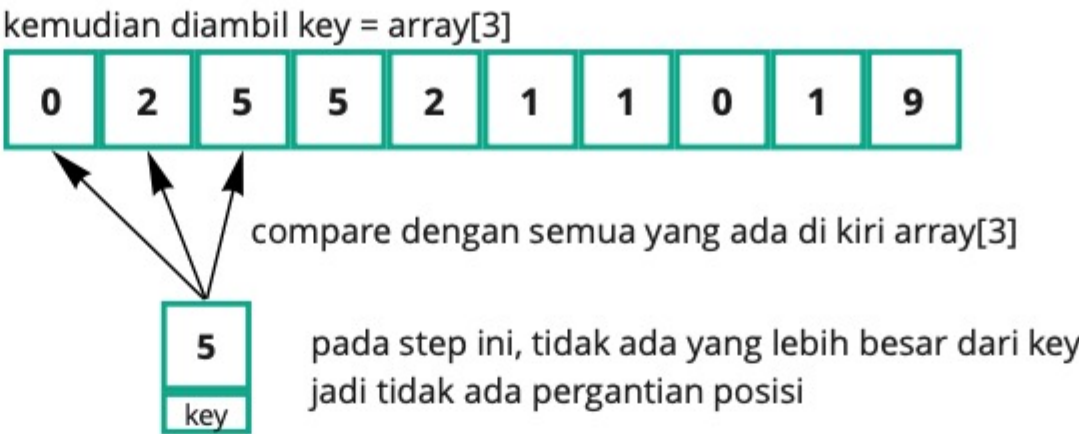 kemudian diambil key = array[3]
0 2 5 5 2 1 1 0 1 9
compare dengan semua yang ada di kiri array[3]
5
key
pada step ini, tidak ada yang lebih besar dari key
jadi tidak ada pergantian posisi